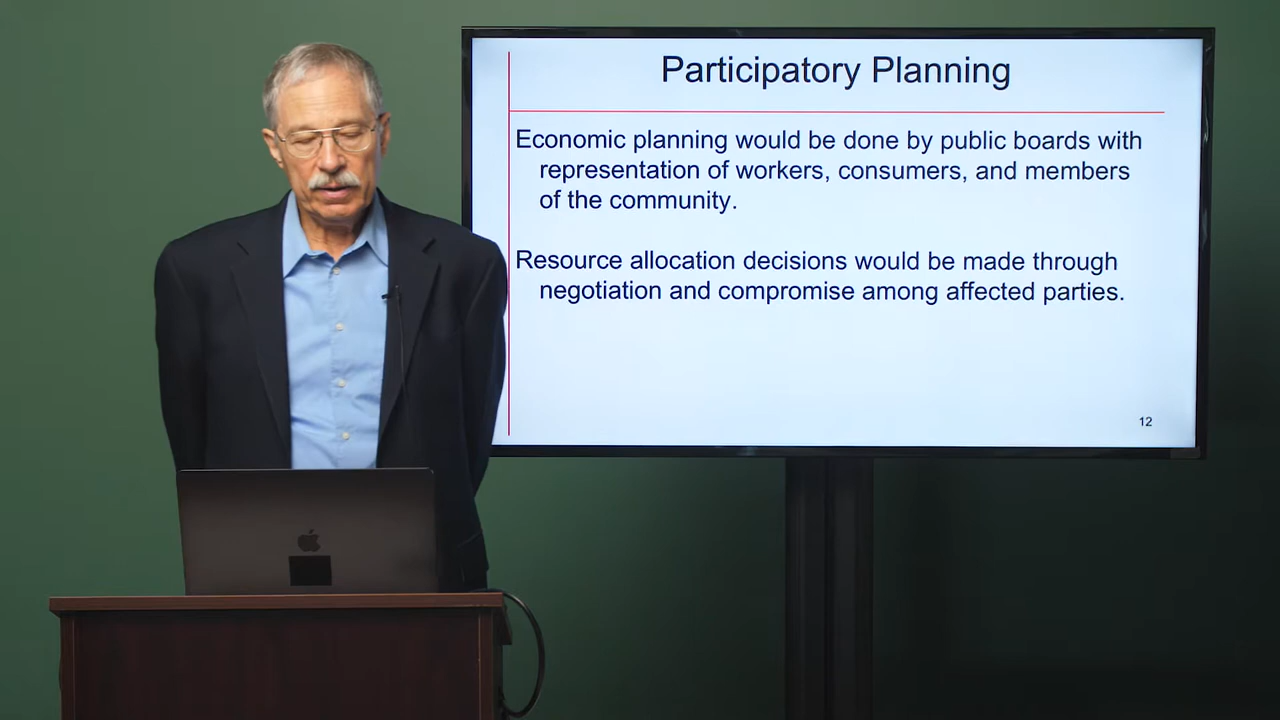 Participatory Planning
Economic planning would be done by public boards with
representation of workers, consumers, and members
of the community.
Resource allocation decisions would be made through
negotiation and compromise among affected parties.
12